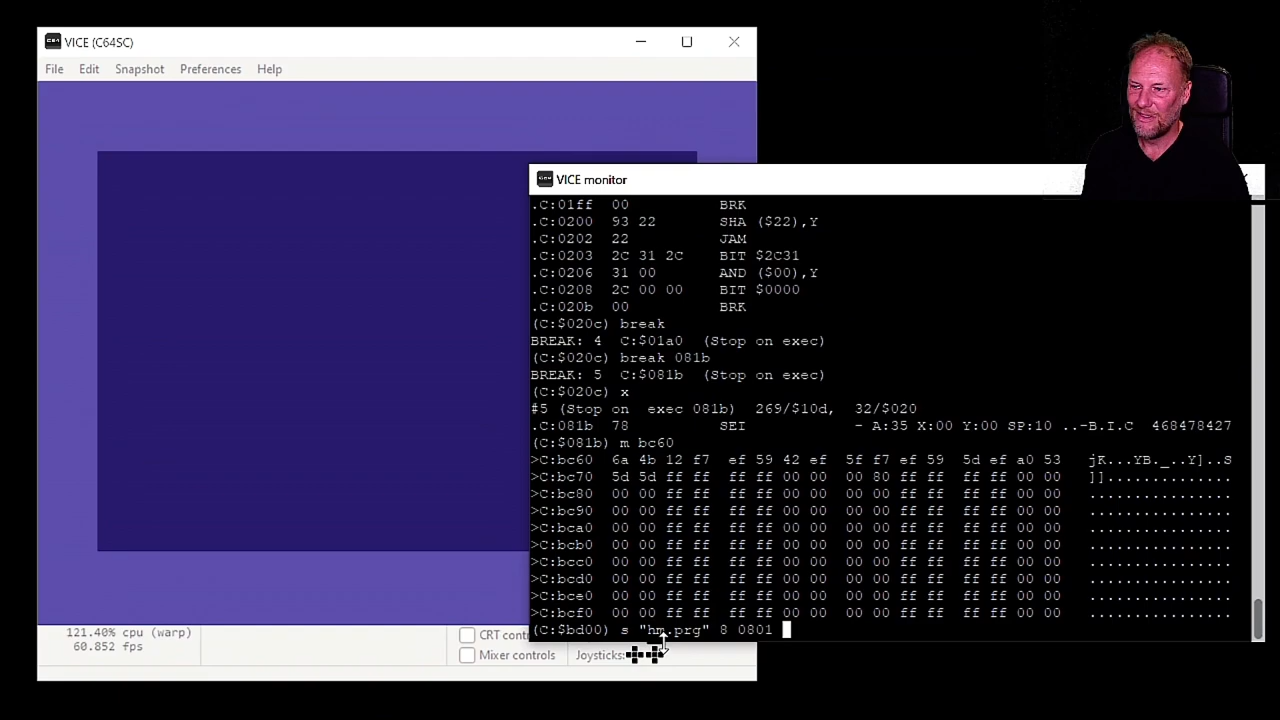 VICE (C64SC)
File Edit Snapshot Preferences Help
VICE monitor
.C:01ff 00 BRK
.C:0200 93 22 SHA ($22),Y
.C:0202 22 JAM
.C:0203 2C 31 2C BIT $2C31
.C:0206 31 00 AND ($00),Y
.C:0208 2C 00 00 BIT $0000
.C:020b 00 BRK
(C:$020c) break
BREAK: 4 C:$01a0 (Stop on exec)
(C:$020c) break 081b
BREAK: 5 C:$081b (Stop on exec)
(C:$020c) x
#5 (Stop on exec 081b) 269/$10d, 32/$020
.C:081b 78 SEI - A:35 X:00 Y:00 SP:10 ..-B.I.C 468478427
(C:$081b) m bc60
>C:bc60 6a 4b 12 f7 ef 59 42 ef 5f f7 ef 59 5d ef a0 53 jK...YB._..Y]..S
>C:bc70 5d 5d ff ff ff ff 00 00 00 80 ff ff ff ff 00 00 ]]..............
>C:bc80 00 00 ff ff ff ff 00 00 00 00 ff ff ff ff 00 00 ................
>C:bc90 00 00 ff ff ff ff 00 00 00 00 ff ff ff ff 00 00 ................
>C:bca0 00 00 ff ff ff ff 00 00 00 00 ff ff ff ff 00 00 ................
>C:bcb0 00 00 ff ff ff ff 00 00 00 00 ff ff ff ff 00 00 ................
>C:bcc0 00 00 ff ff ff ff 00 00 00 00 ff ff ff ff 00 00 ................
>C:bcd0 00 00 ff ff ff ff 00 00 00 00 ff ff ff ff 00 00 ................
>C:bce0 00 00 ff ff ff ff 00 00 00 00 ff ff ff ff 00 00 ................
>C:bcf0 00 00 ff ff ff ff 00 00 00 00 ff ff ff ff 00 00 ................
(C:$bd00) s "hm.prg" 8 0801
121.40% cpu (warp)
60.852 fps
CRT contr
Mixer controls
Joysticks: